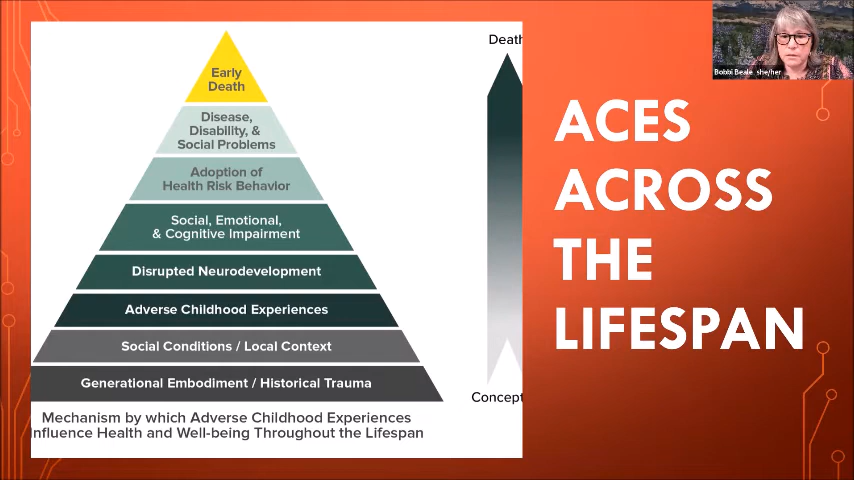 Early
Death
Disease,
Disability, &
Social Problems
Adoption of
Health Risk Behavior
Social, Emotional,
& Cognitive Impairment
Disrupted Neurodevelopment
Adverse Childhood Experiences
Social Conditions / Local Context
Generational Embodiment / Historical Trauma
Mechanism by which Adverse Childhood Experiences
Influence Health and Well-being Throughout the Lifespan
Death
Concept
ACES
ACROSS
THE
LIFESPAN
Bobbi Beale she/her